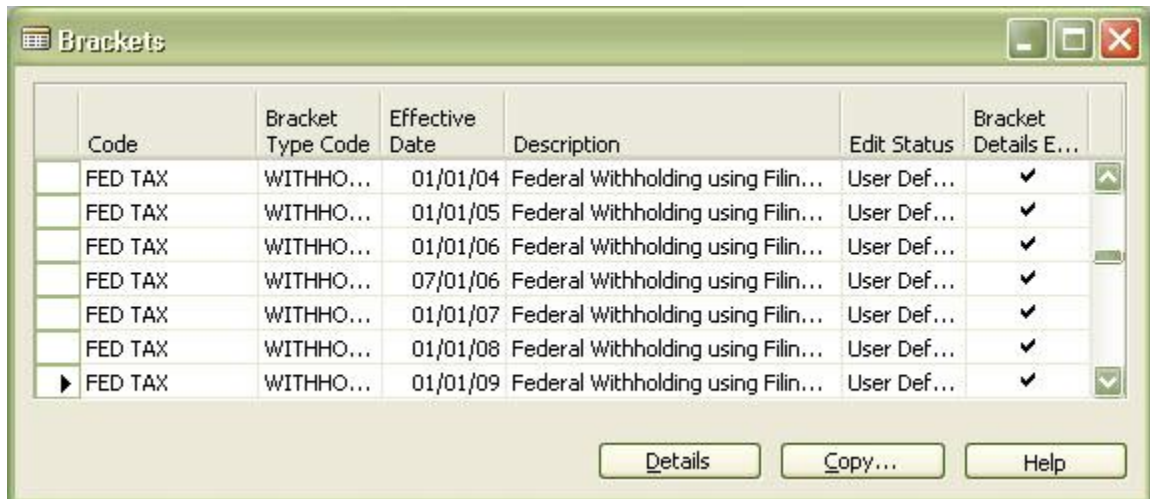 Brackets
Code Bracket Type Code Effective Date Description Edit Status Bracket Details E...
FED TAX WITHHO... 01/01/04 Federal Withholding using Filin... User Def...
FED TAX WITHHO... 01/01/05 Federal Withholding using Filin... User Def...
FED TAX WITHHO... 01/01/06 Federal Withholding using Filin... User Def...
FED TAX WITHHO... 07/01/06 Federal Withholding using Filin... User Def...
FED TAX WITHHO... 01/01/07 Federal Withholding using Filin... User Def...
FED TAX WITHHO... 01/01/08 Federal Withholding using Filin... User Def...
FED TAX WITHHO... 01/01/09 Federal Withholding using Filin... User Def...
Details Copy... Help